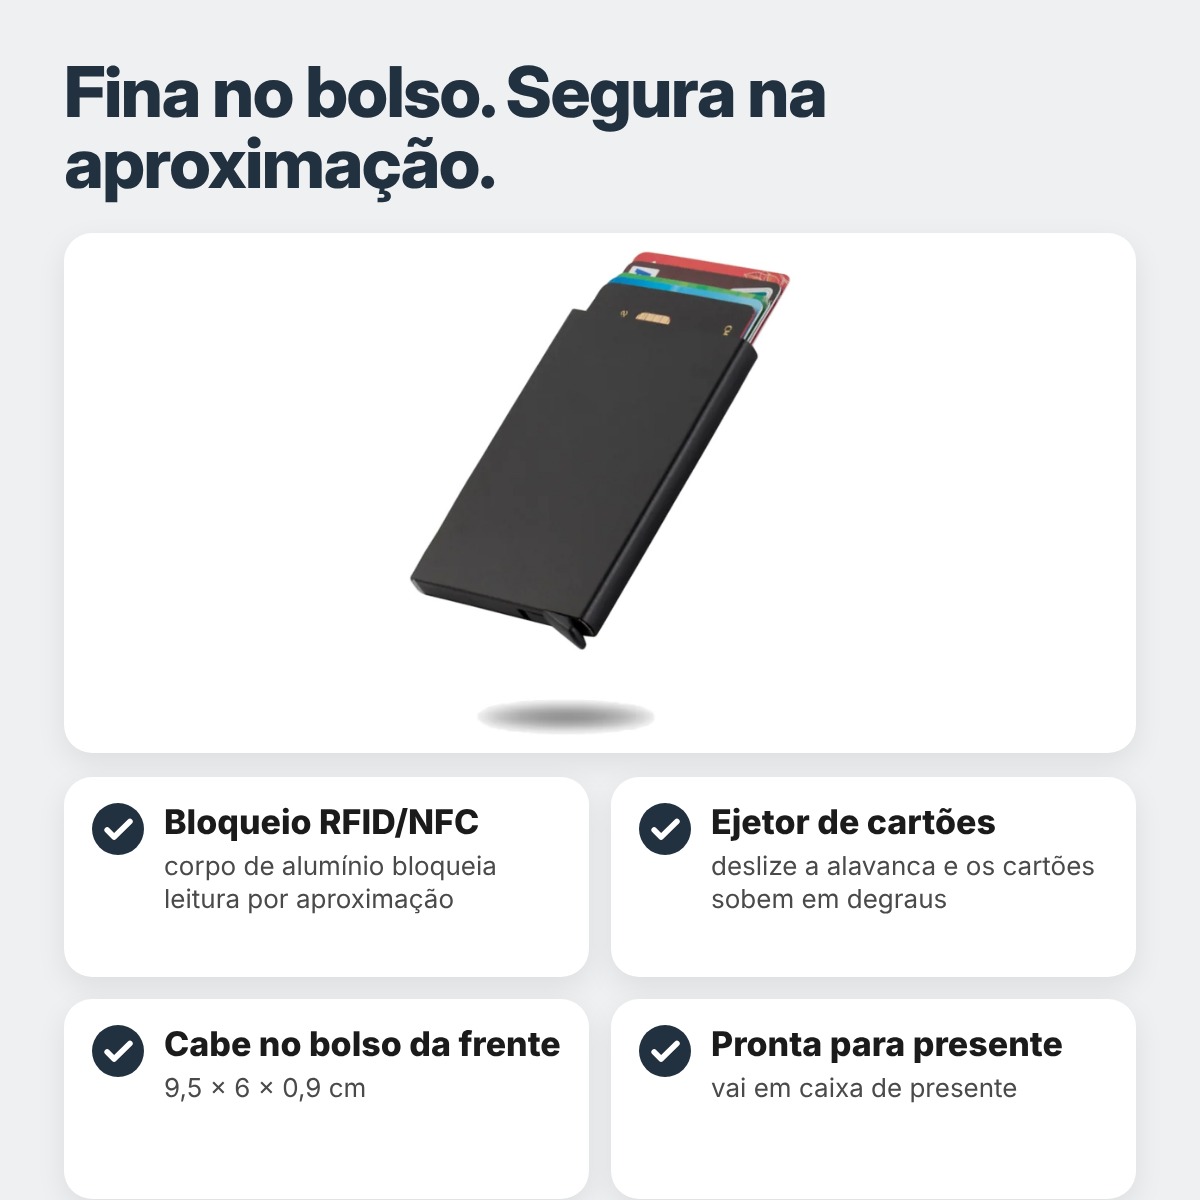 Fina no bolso. Segura na
aproximação.
Bloqueio RFID/NFC
corpo de alumínio bloqueia
leitura por aproximação
Ejetor de cartões
deslize a alavanca e os cartões
sobem em degraus
Cabe no bolso da frente
9,5 × 6 × 0,9 cm
Pronta para presente
vai em caixa de presente